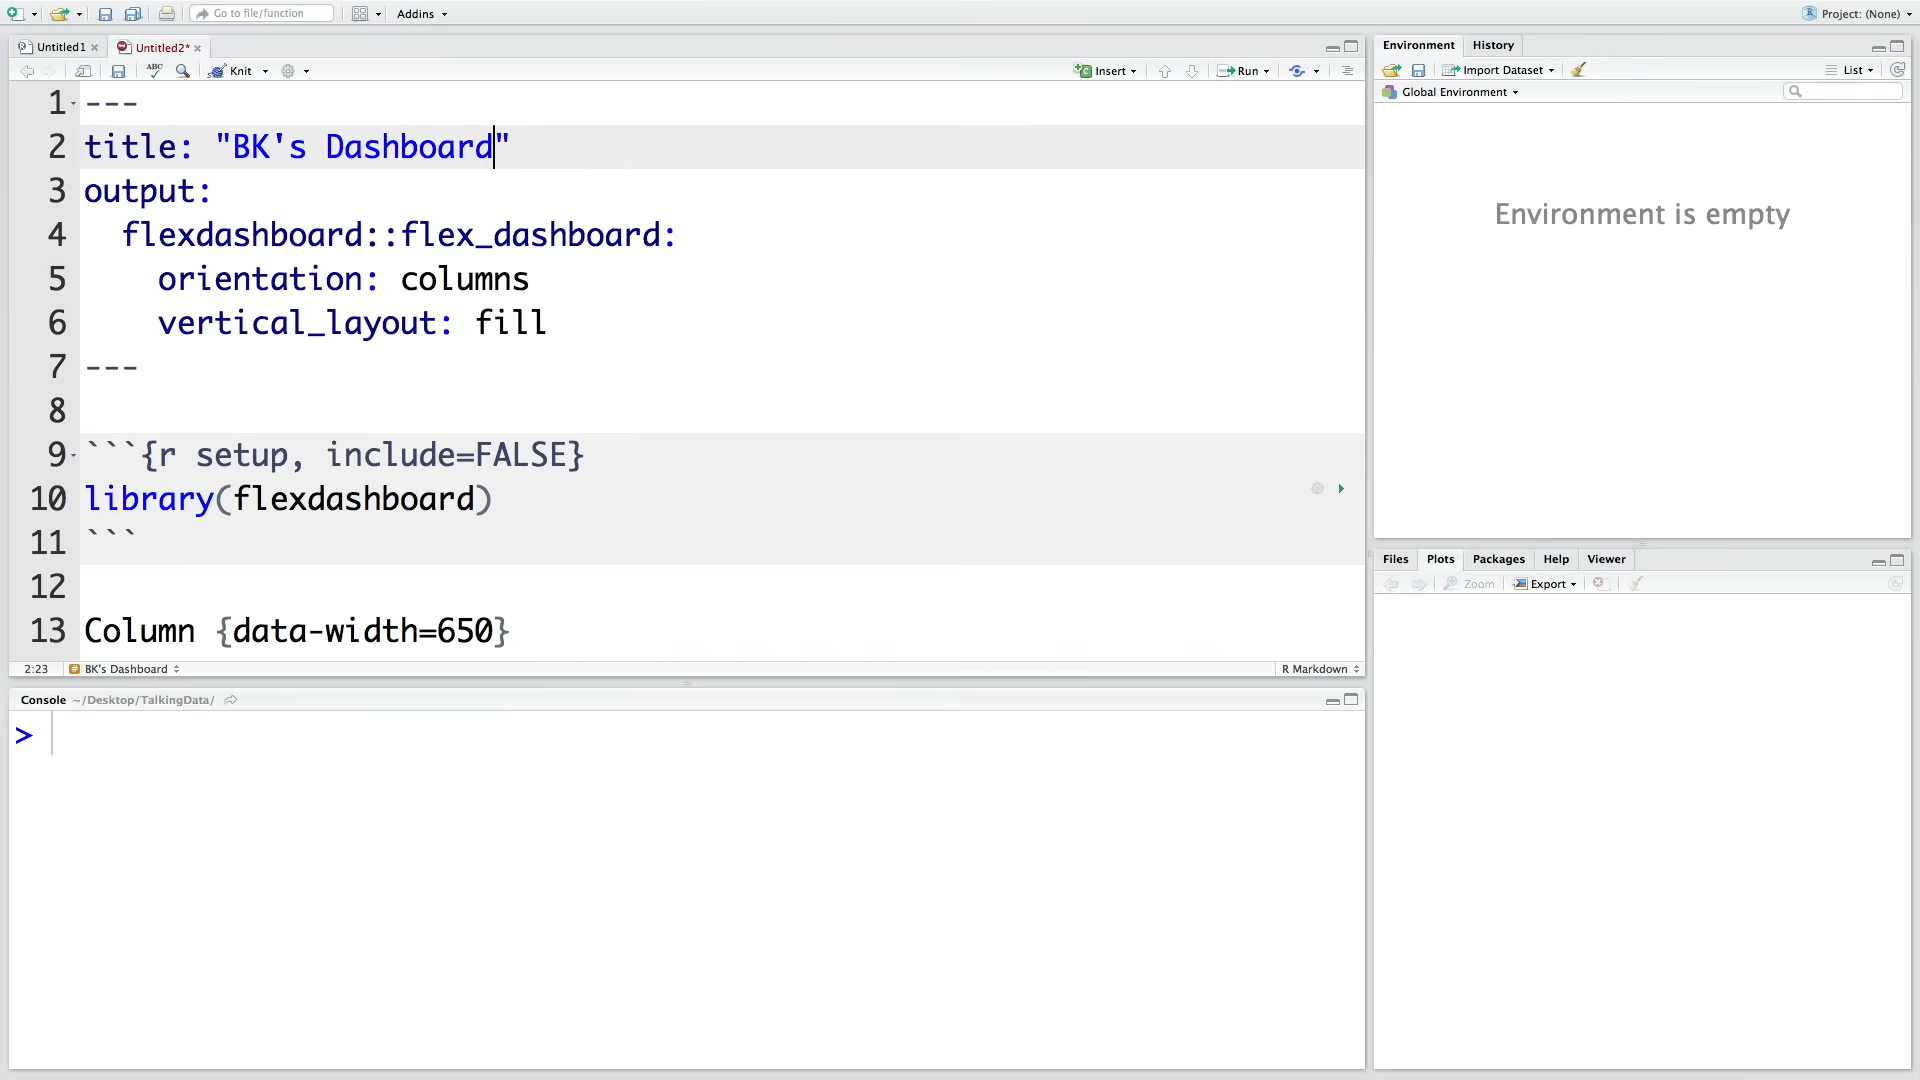 Go to file/function
Addins
Project: (None)
Untitled1
Untitled2*
ABC
Knit
Insert
Run
1 ---
2 title: "BK's Dashboard"
3 output:
4 flexdashboard::flex_dashboard:
5 orientation: columns
6 vertical_layout: fill
7 ---
8
9 ```{r setup, include=FALSE}
10 library(flexdashboard)
11 ```
12
13 Column {data-width=650}
2:23 BK's Dashboard R Markdown
Console ~/Desktop/TalkingData/
>
Environment History
Import Dataset List
Global Environment
Environment is empty
Files Plots Packages Help Viewer
Zoom Export